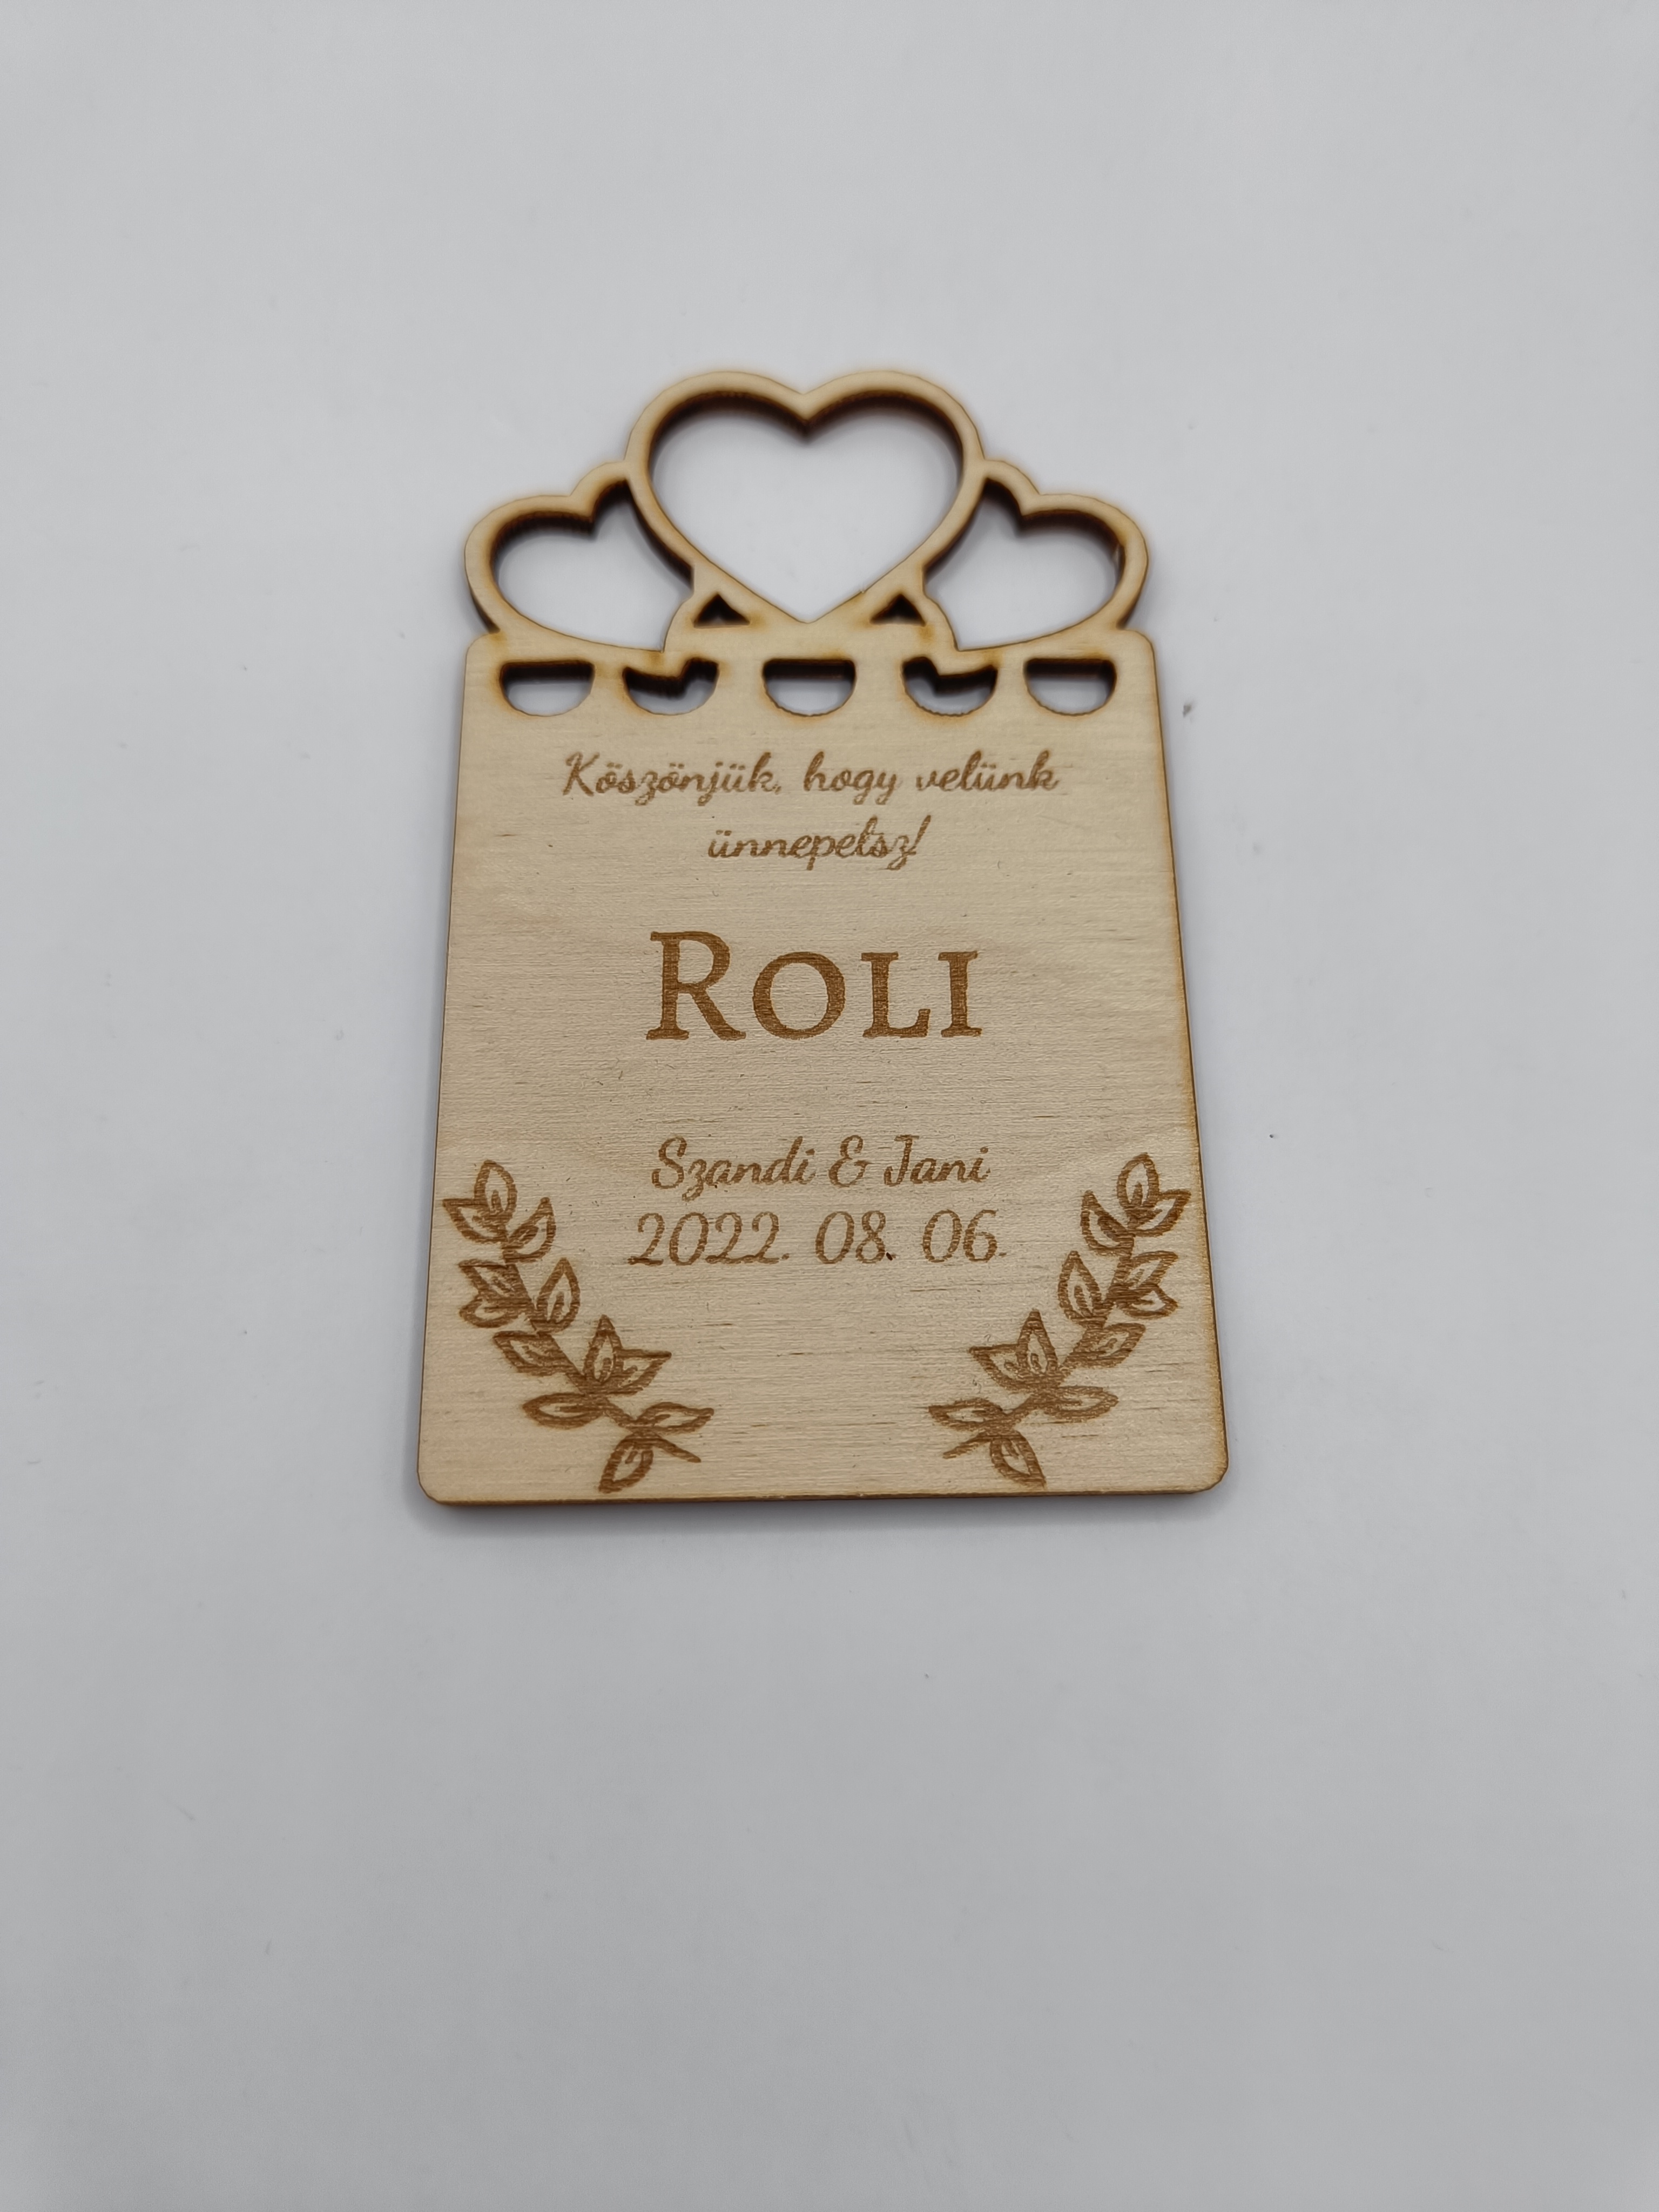 Köszönjük, hogy velünk
ünnepelsz!
ROLI
Szandi & Jani
2022. 08. 06.